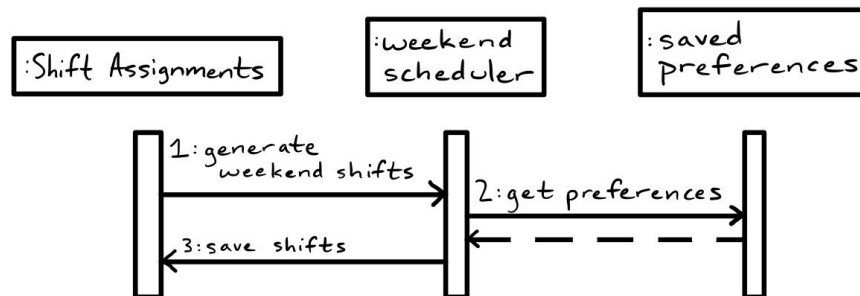 :Shift Assignments
:weekend
scheduler
:saved
preferences
1:generate
weekend shifts
2:get preferences
3:save shifts